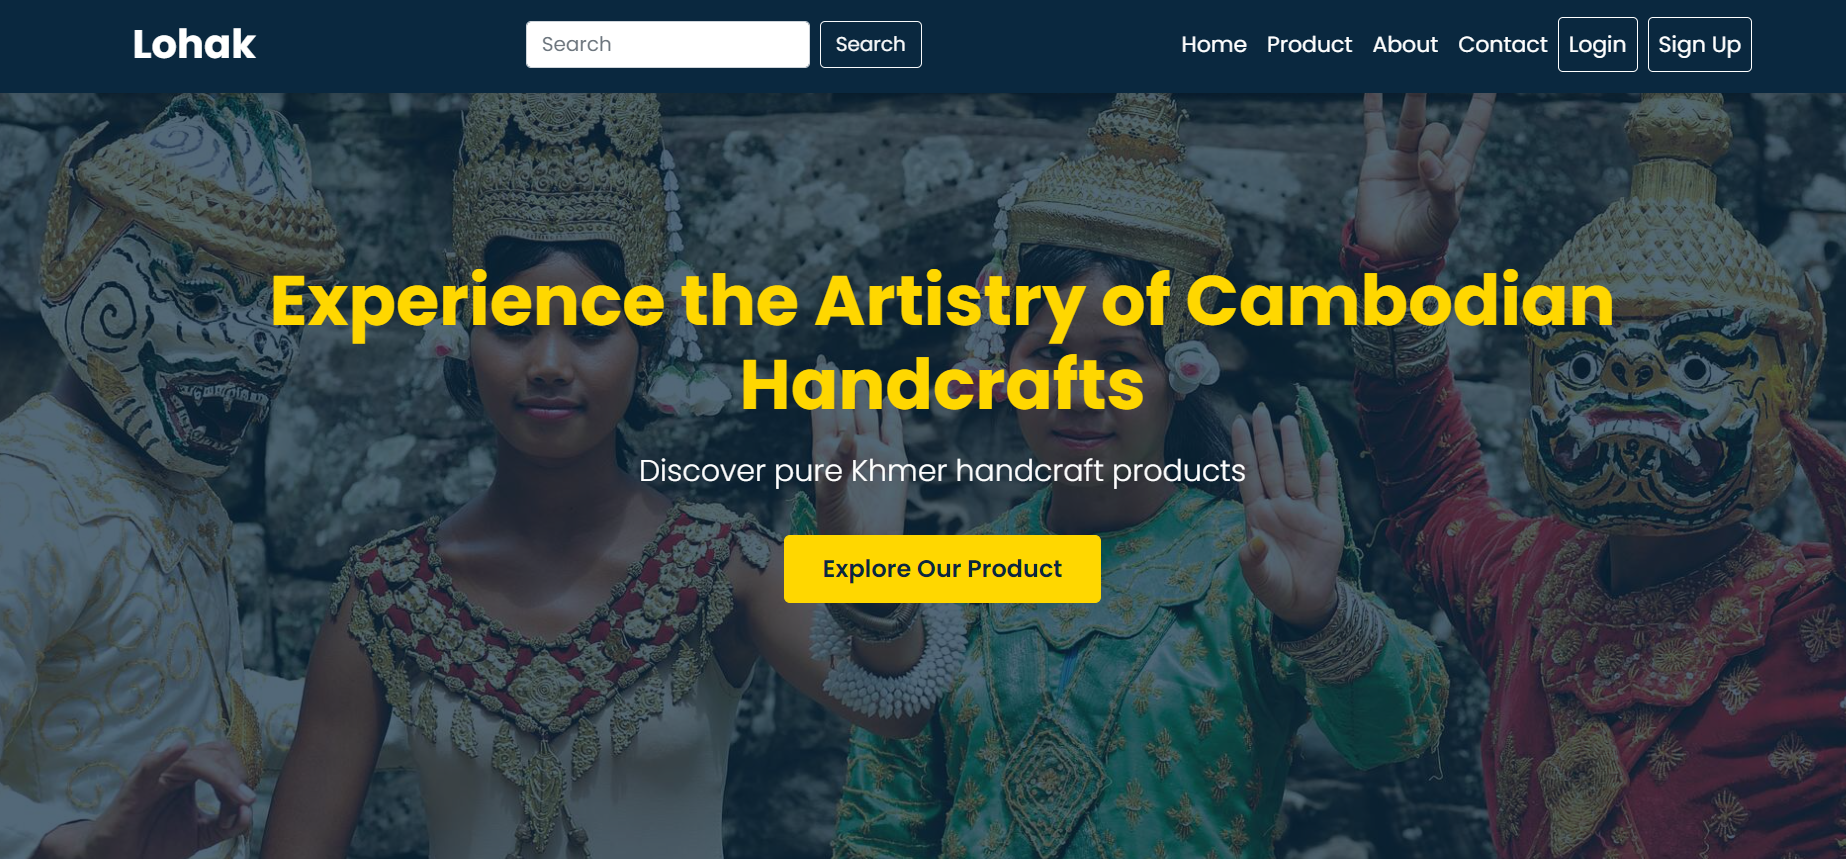 Lohak
Search
Search
Home
Product
About
Contact
Login
Sign Up
Experience the Artistry of Cambodian
Handcrafts
Discover pure Khmer handcraft products
Explore Our Product